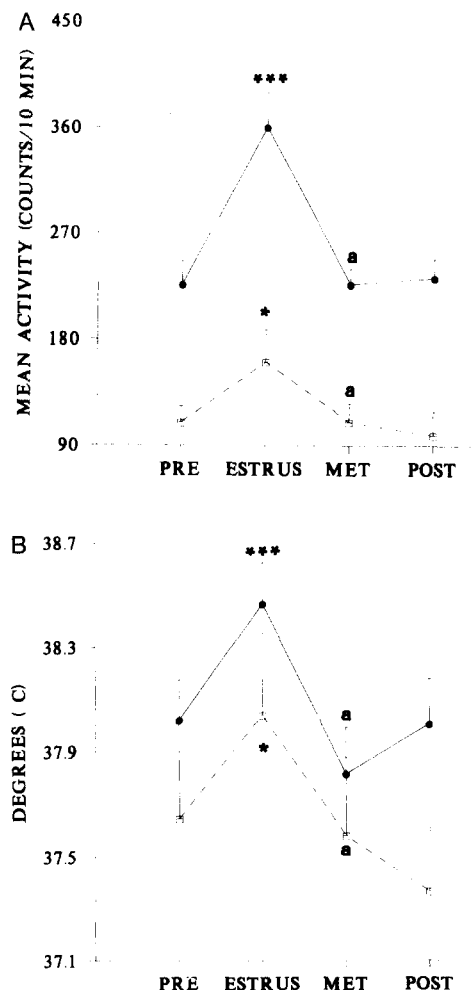 A
450
MEAN ACTIVITY (COUNTS/10 MIN)
***
360
270
a
*
180
a
90
PRE ESTRUS MET POST
B
38.7
***
DEGREES ( C)
38.3
a
37.9
*
37.5
a
37.1
PRE ESTRUS MET POST